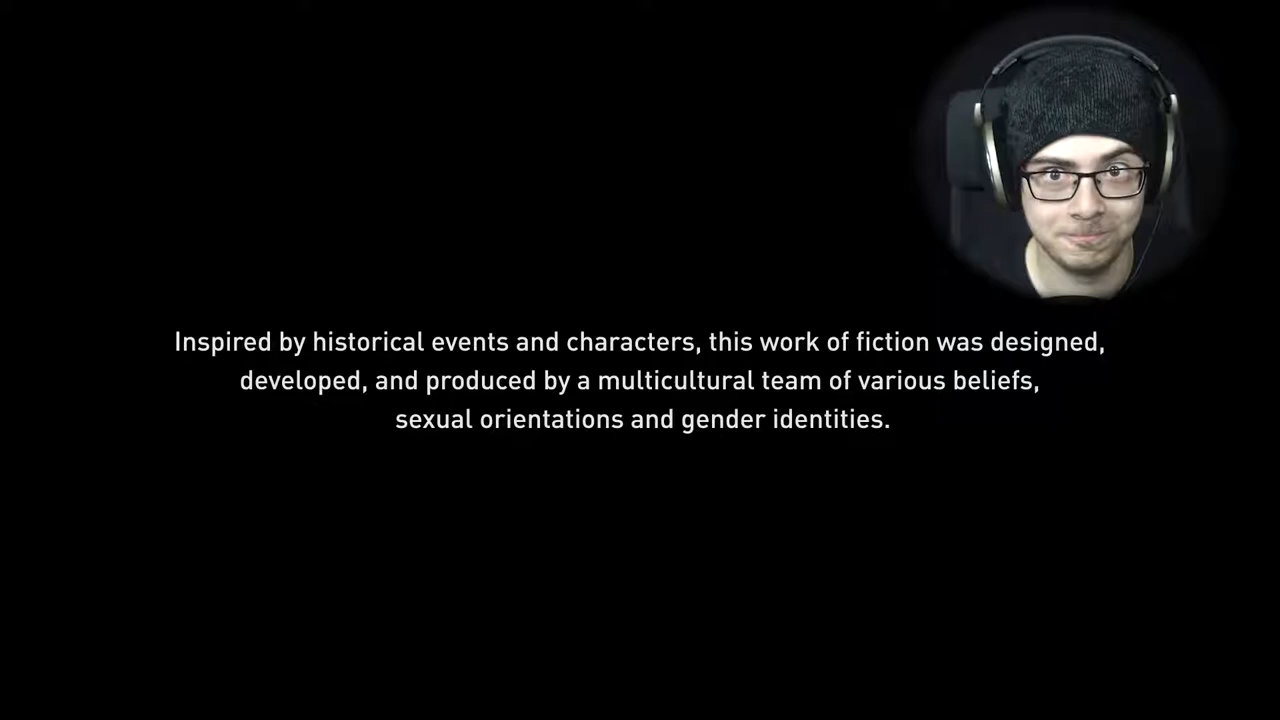 Inspired by historical events and characters, this work of fiction was designed,
developed, and produced by a multicultural team of various beliefs,
sexual orientations and gender identities.